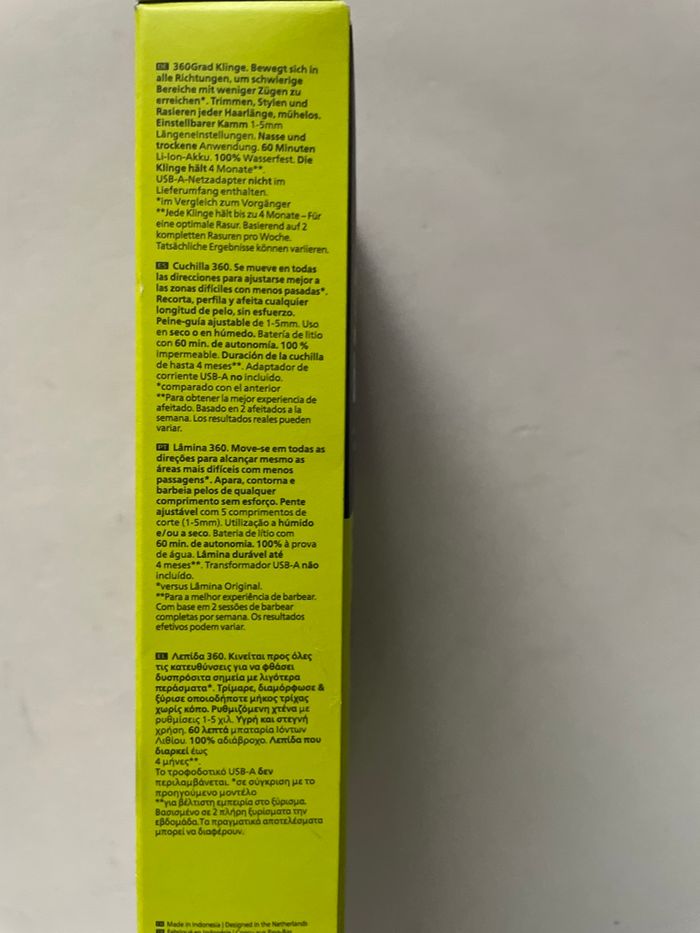 DE 360Grad Klinge. Bewegt sich in
alle Richtungen, um schwierige
Bereiche mit weniger Zügen zu
erreichen*. Trimmen, Stylen und
Rasieren jeder Haarlänge, mühelos.
Einstellbarer Kamm 1-5mm
Längeneinstellungen. Nasse und
trockene Anwendung. 60 Minuten
Li-Ion-Akku. 100% Wasserfest. Die
Klinge hält 4 Monate**.
USB-A-Netzadapter nicht im
Lieferumfang enthalten.
*im Vergleich zum Vorgänger
**Jede Klinge hält bis zu 4 Monate – Für
eine optimale Rasur. Basierend auf 2
kompletten Rasuren pro Woche.
Tatsächliche Ergebnisse können variieren.
ES Cuchilla 360. Se mueve en todas
las direcciones para ajustarse mejor a
las zonas difíciles con menos pasadas*.
Recorta, perfila y afeita cualquier
longitud de pelo, sin esfuerzo.
Peine-guía ajustable de 1-5mm. Uso
en seco o en húmedo. Batería de litio
con 60 min. de autonomía. 100 %
impermeable. Duración de la cuchilla
de hasta 4 meses**. Adaptador de
corriente USB-A no incluido.
*comparado con el anterior
**Para obtener la mejor experiencia de
afeitado. Basado en 2 afeitados a la
semana. Los resultados reales pueden
variar.
PT Lâmina 360. Move-se em todas as
direções para alcançar mesmo as
áreas mais difíceis com menos
passagens*. Apara, contorna e
barbeia pelos de qualquer
comprimento sem esforço. Pente
ajustável com 5 comprimentos de
corte (1-5mm). Utilização a húmido
e/ou a seco. Bateria de lítio com
60 min. de autonomia. 100% à prova
de água. Lâmina durável até
4 meses**. Transformador USB-A não
incluído.
*versus Lâmina Original.
**Para a melhor experiência de barbear.
Com base em 2 sessões de barbear
completas por semana. Os resultados
efetivos podem variar.
EL Λεπίδα 360. Κινείται προς όλες
τις κατευθύνσεις για να φθάσει
δυσπρόσιτα σημεία με λιγότερα
περάσματα*. Τρίμαρε, διαμόρφωσε &
ξύρισε οποιοδήποτε μήκος τρίχας
χωρίς κόπο. Ρυθμιζόμενη χτένα με
ρυθμίσεις 1-5 χιλ. Υγρή και στεγνή
χρήση. 60 λεπτά μπαταρία Ιόντων
Λιθίου. 100% αδιάβροχο. Λεπίδα που
διαρκεί έως
4 μήνες**.
Το τροφοδοτικό USB-A δεν
περιλαμβάνεται. *σε σύγκριση με το
προηγούμενο μοντέλο
**για βέλτιστη εμπειρία στο ξύρισμα.
Βασισμένο σε 2 πλήρη ξυρίσματα την
εβδομάδα.Τα πραγματικά αποτελέσματα
μπορεί να διαφέρουν.
Made in Indonesia | Designed in the Netherlands